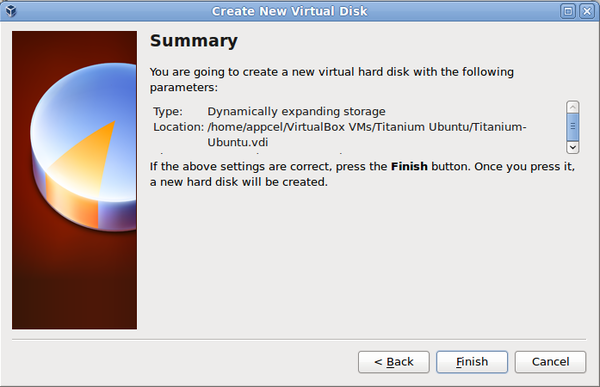 Create New Virtual Disk
Summary
You are going to create a new virtual hard disk with the following
parameters:
Type: Dynamically expanding storage
Location: /home/appcel/VirtualBox VMs/Titanium Ubuntu/Titanium-
Ubuntu.vdi
If the above settings are correct, press the Finish button. Once you press it,
a new hard disk will be created.
< Back
Finish
Cancel